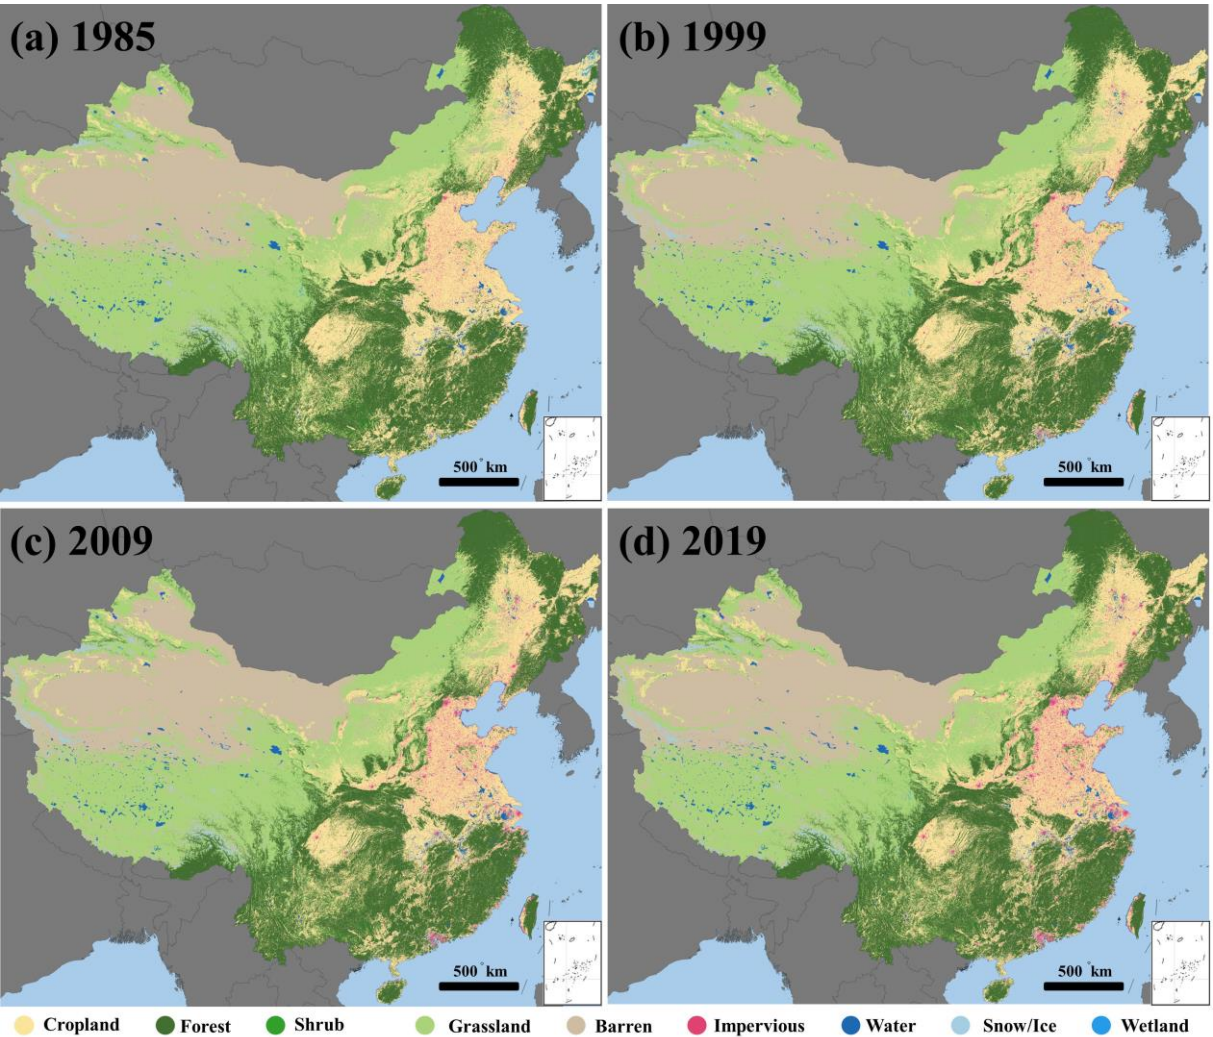 (a) 1985
(b) 1999
500 km
500 km
(c) 2009
(d) 2019
500 km
500 km
Cropland Forest Shrub Grassland Barren Impervious Water Snow/Ice Wetland